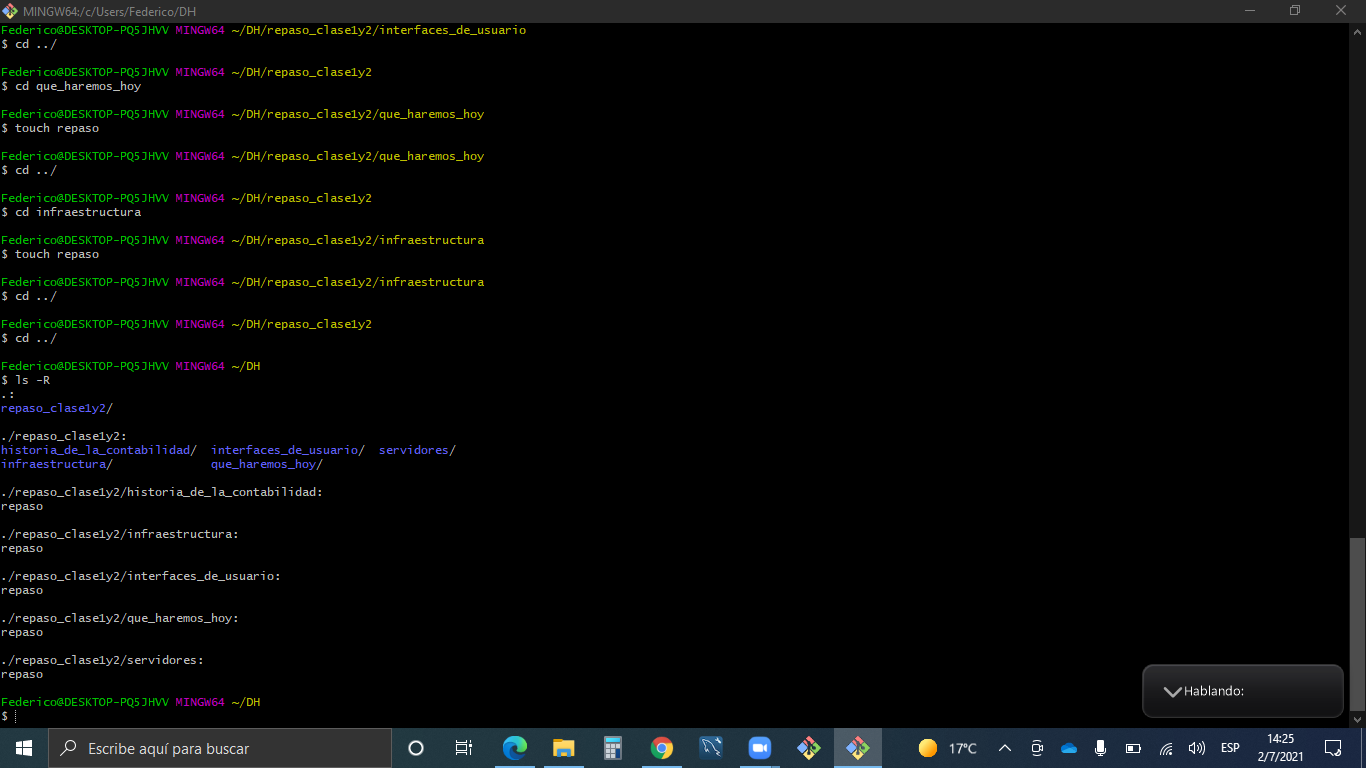 MINGW64:/c/Users/Federico/DH
Federico@DESKTOP-PQ5JHVV MINGW64 ~/DH/repaso_clase1y2/interfaces_de_usuario
$ cd ../
Federico@DESKTOP-PQ5JHVV MINGW64 ~/DH/repaso_clase1y2
$ cd que_haremos_hoy
Federico@DESKTOP-PQ5JHVV MINGW64 ~/DH/repaso_clase1y2/que_haremos_hoy
$ touch repaso
Federico@DESKTOP-PQ5JHVV MINGW64 ~/DH/repaso_clase1y2/que_haremos_hoy
$ cd ../
Federico@DESKTOP-PQ5JHVV MINGW64 ~/DH/repaso_clase1y2
$ cd infraestructura
Federico@DESKTOP-PQ5JHVV MINGW64 ~/DH/repaso_clase1y2/infraestructura
$ touch repaso
Federico@DESKTOP-PQ5JHVV MINGW64 ~/DH/repaso_clase1y2/infraestructura
$ cd ../
Federico@DESKTOP-PQ5JHVV MINGW64 ~/DH/repaso_clase1y2
$ cd ../
Federico@DESKTOP-PQ5JHVV MINGW64 ~/DH
$ ls -R
.:
repaso_clase1y2/
./repaso_clase1y2:
historia_de_la_contabilidad/  interfaces_de_usuario/  servidores/
infraestructura/              que_haremos_hoy/
./repaso_clase1y2/historia_de_la_contabilidad:
repaso
./repaso_clase1y2/infraestructura:
repaso
./repaso_clase1y2/interfaces_de_usuario:
repaso
./repaso_clase1y2/que_haremos_hoy:
repaso
./repaso_clase1y2/servidores:
repaso
Federico@DESKTOP-PQ5JHVV MINGW64 ~/DH
$
Hablando:
Escribe aquí para buscar
17°C
ESP
14:25
2/7/2021